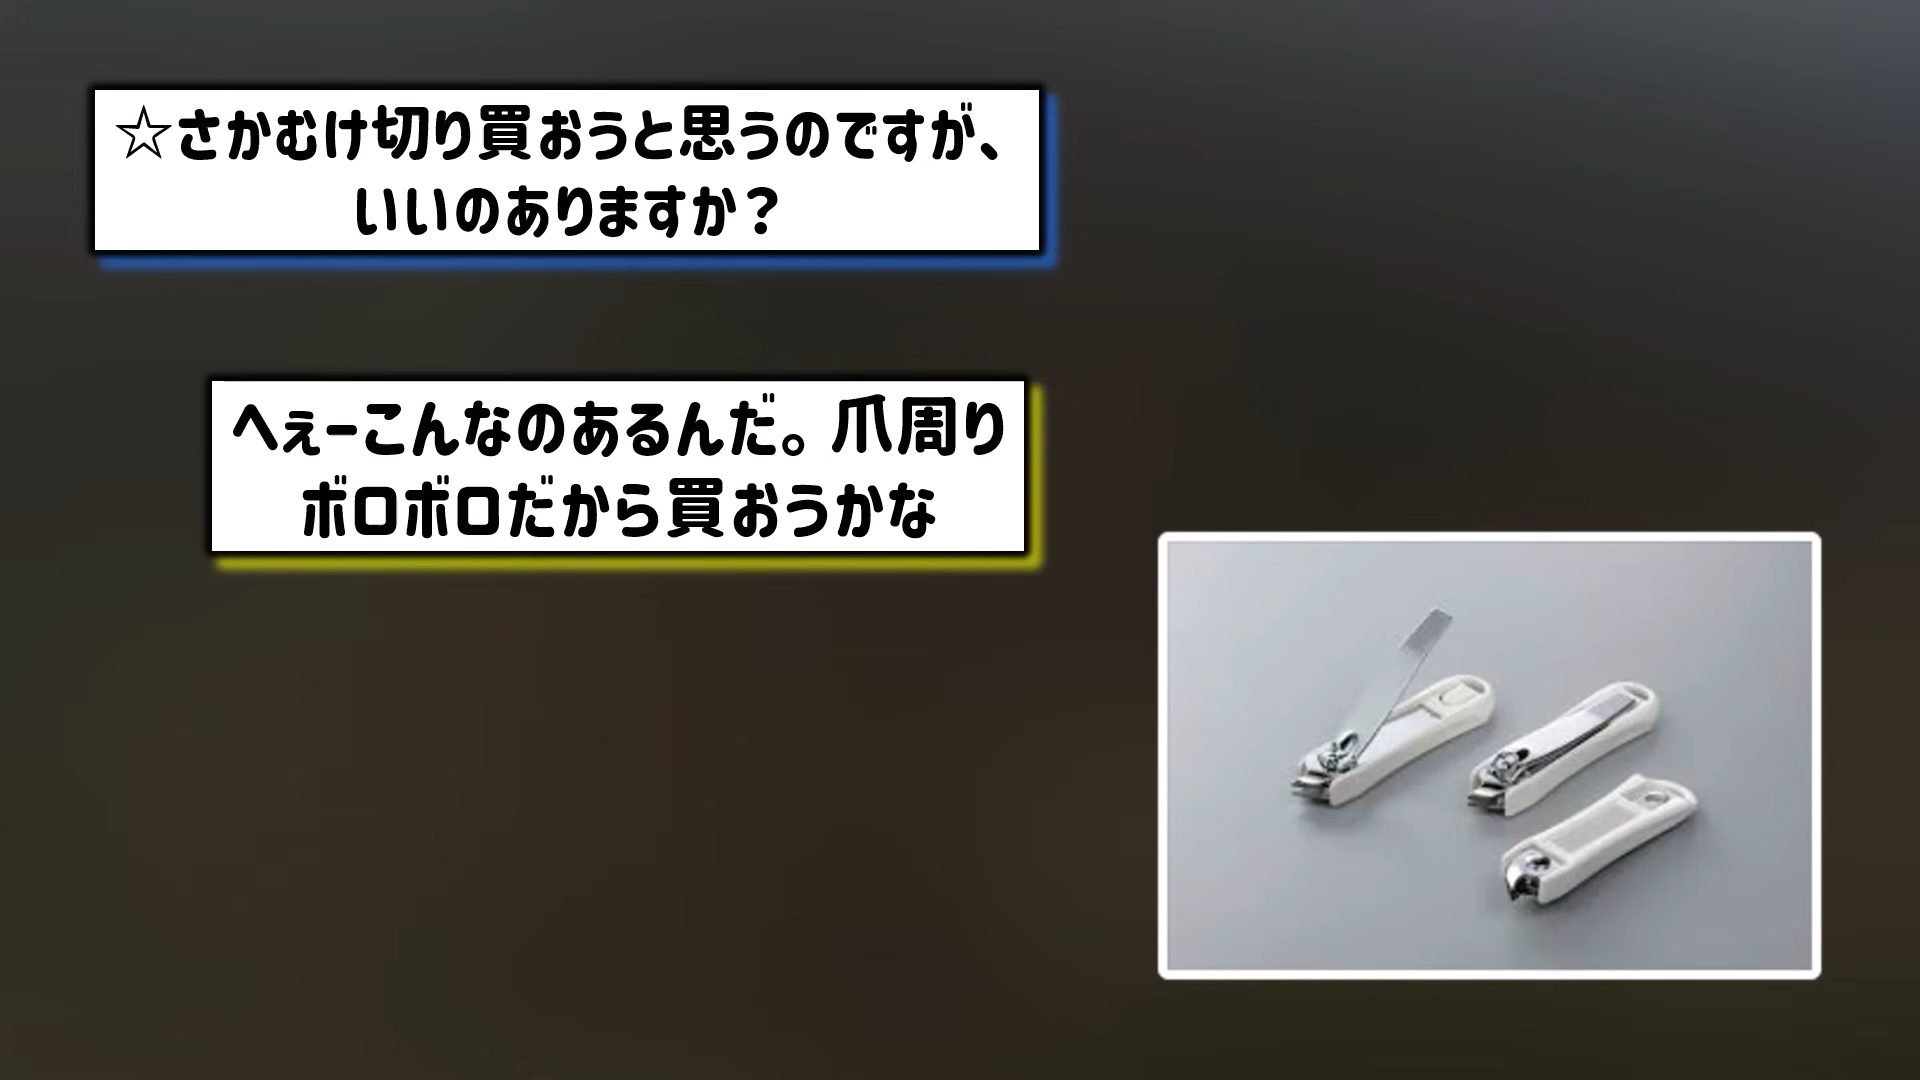 ☆さかむけ切り買おうと思うのですが、
いいのありますか？
へぇーこんなのあるんだ。爪周り
ボロボロだから買おうかな